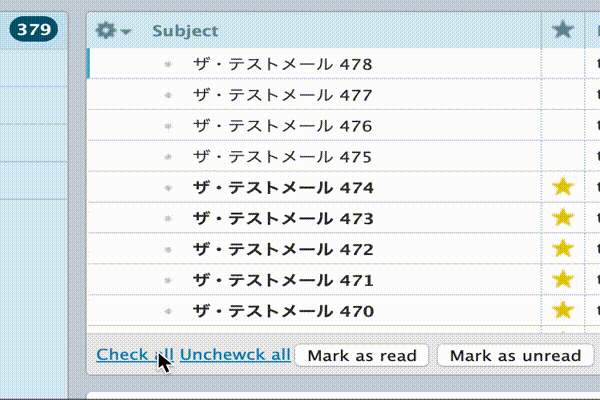 379
Subject
ザ・テストメール 478
ザ・テストメール 477
ザ・テストメール 476
ザ・テストメール 475
ザ・テストメール 474
ザ・テストメール 473
ザ・テストメール 472
ザ・テストメール 471
ザ・テストメール 470
Check all Unchewck all Mark as read Mark as unread